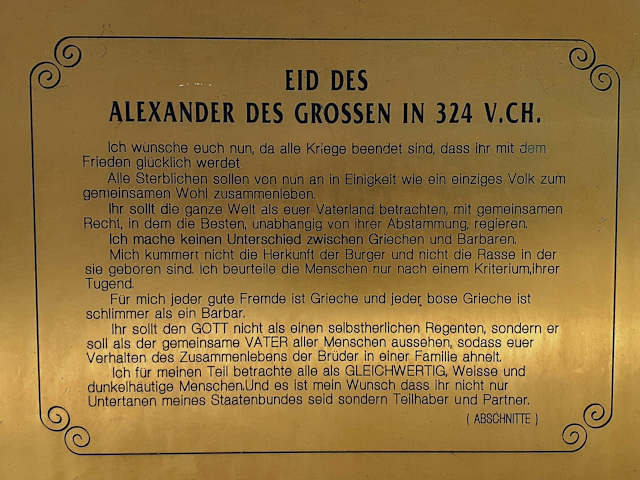 EID DES
ALEXANDER DES GROSSEN IN 324 V.CH.
Ich wünsche euch nun, da alle Kriege beendet sind, dass ihr mit dem
Frieden glücklich werdet
Alle Sterblichen sollen von nun an in Einigkeit wie ein einziges Volk zum
gemeinsamen Wohl zusammenleben.
Ihr sollt die ganze Welt als euer Vaterland betrachten, mit gemeinsamen
Recht, in dem die Besten, unabhangig von ihrer Abstammung, regieren.
Ich mache keinen Unterschied zwischen Griechen und Barbaren.
Mich kummert nicht die Herkunft der Burger und nicht die Rasse in der
sie geboren sind. Ich beurteile die Menschen nur nach einem Kriterium,ihrer
Tugend.
Für mich jeder gute Fremde ist Grieche und jeder bose Grieche ist
schlimmer als ein Barbar.
Ihr sollt den GOTT nicht als einen selbstherlichen Regenten, sondern er
soll als der gemeinsame VATER aller Menschen aussehen, sodass euer
Verhalten des Zusammenlebens der Brüder in einer Familie ahnelt.
Ich für meinen Teil betrachte alle als GLEICHWERTIG, Weisse und
dunkelhäutige Menschen.Und es ist mein Wunsch dass Ihr nicht nur
Untertanen meines Staatenbundes seid sondern Teilhaber und Partner.
( ABSCHNITTE )